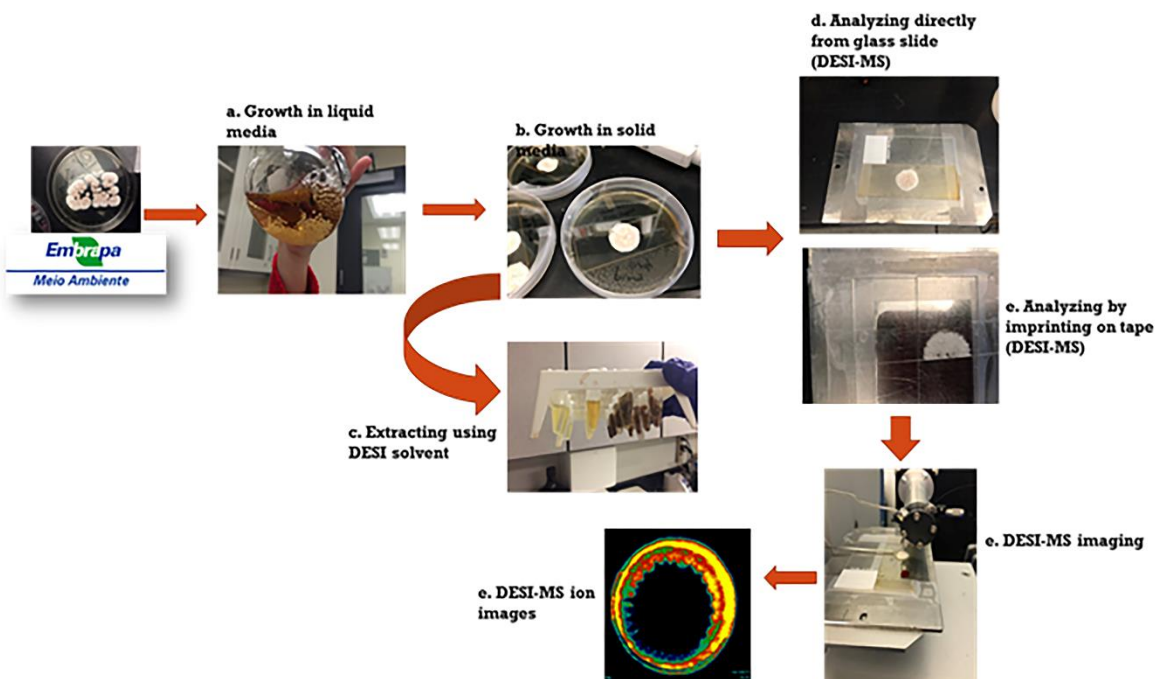 d. Analyzing directly
from glass slide
(DESI-MS)
a. Growth in liquid
media
b. Growth in solid
media
Embrapa
Meio Ambiente
e. Analyzing by
imprinting on tape
(DESI-MS)
c. Extracting using
DESI solvent
e. DESI-MS imaging
e. DESI-MS ion
images